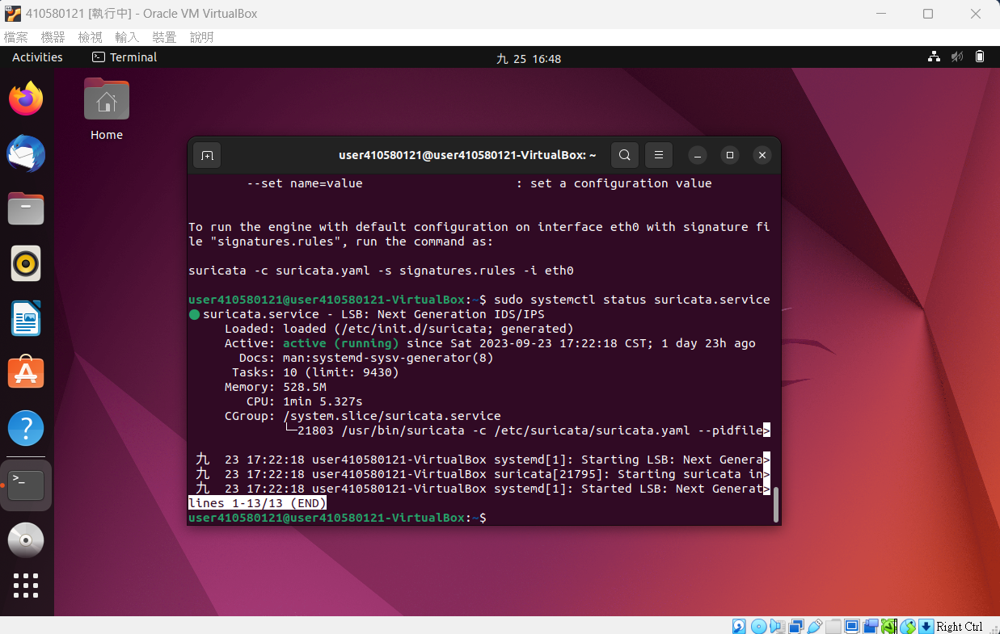 410580121 [執行中] - Oracle VM VirtualBox
檔案 機器 檢視 輸入 裝置 說明
Activities Terminal 九 25 16:48
Home
user410580121@user410580121-VirtualBox: ~
--set name=value : set a configuration value
To run the engine with default configuration on interface eth0 with signature fi
le "signatures.rules", run the command as:
suricata -c suricata.yaml -s signatures.rules -i eth0
user410580121@user410580121-VirtualBox:~$ sudo systemctl status suricata.service
● suricata.service - LSB: Next Generation IDS/IPS
Loaded: loaded (/etc/init.d/suricata; generated)
Active: active (running) since Sat 2023-09-23 17:22:18 CST; 1 day 23h ago
Docs: man:systemd-sysv-generator(8)
Tasks: 10 (limit: 9430)
Memory: 528.5M
CPU: 1min 5.327s
CGroup: /system.slice/suricata.service
└─21803 /usr/bin/suricata -c /etc/suricata/suricata.yaml --pidfile>
九 23 17:22:18 user410580121-VirtualBox systemd[1]: Starting LSB: Next Genera>
九 23 17:22:18 user410580121-VirtualBox suricata[21795]: Starting suricata in>
九 23 17:22:18 user410580121-VirtualBox systemd[1]: Started LSB: Next Generat>
lines 1-13/13 (END)
user410580121@user410580121-VirtualBox:~$
Right Ctrl